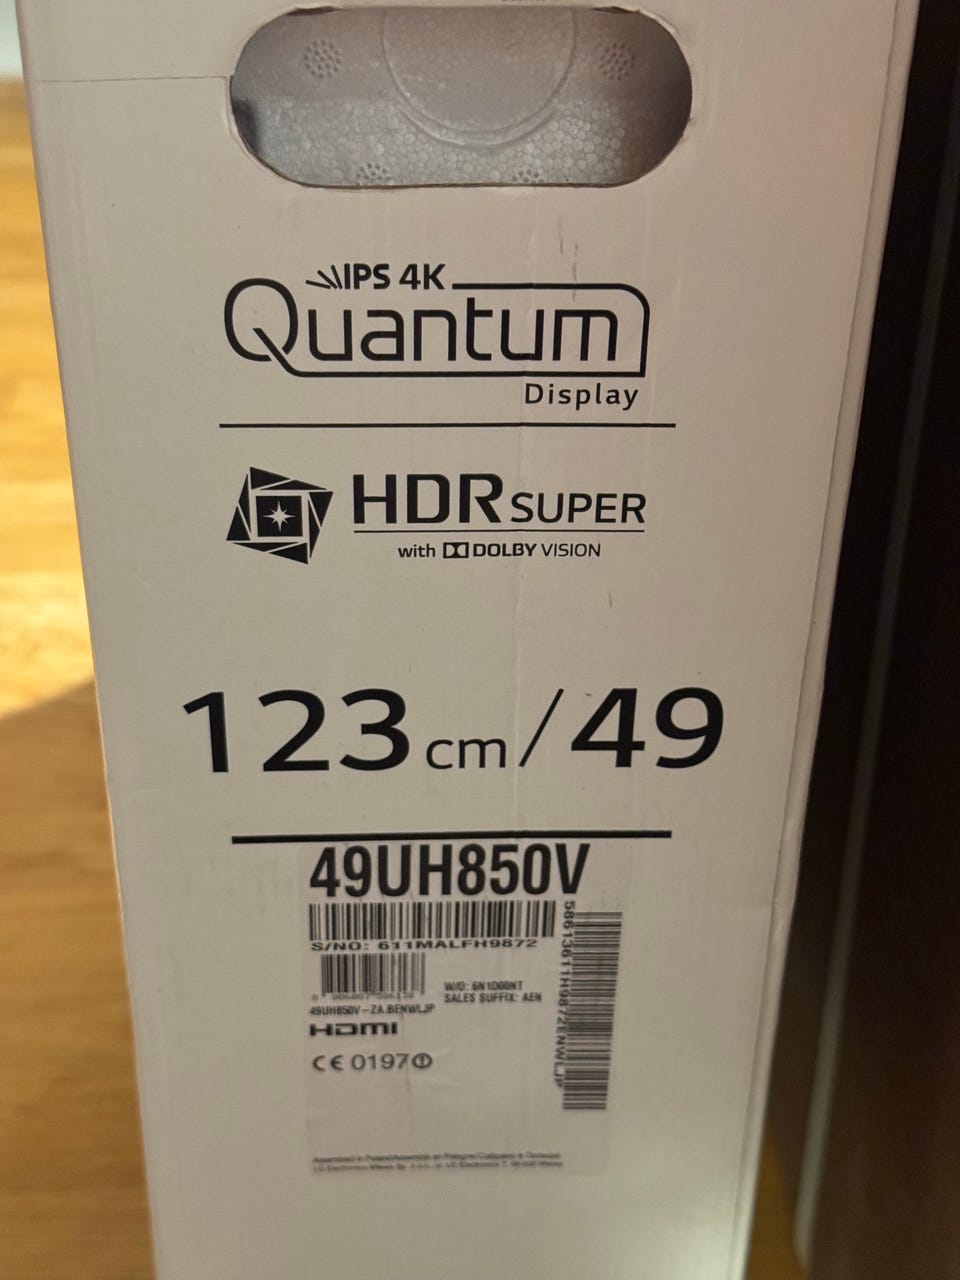 IPS 4K
Quantum
Display
HDR SUPER
with DOLBY VISION
123 cm/49
49UH850V
S/NO: 611MALFH9872
W/O: 6N1D00NT
SALES SUFFIX: AEN
49UH850V-ZA.BENWLJP
HDMI
CE 0197
58613611H9872ENWLJP